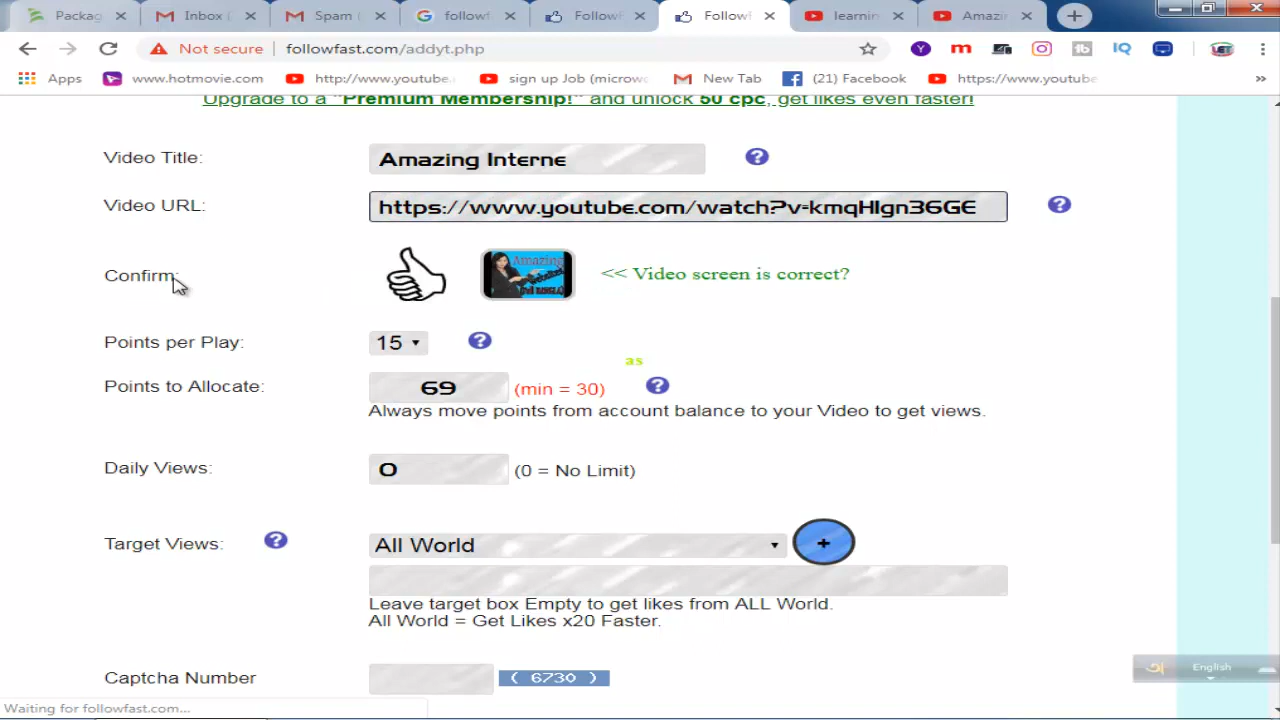 Packag
Inbox (
Spam (
followf
Followf
Followf
learnin
Amazin
Not secure followfast.com/addyt.php
Apps www.hotmovie.com http://www.youtube. sign up Job (microw New Tab (21) Facebook https://www.youtube »
Upgrade to a "Premium Membership!" and unlock 50 cpc, get likes even faster!
Video Title: Amazing Interne
Video URL: https://www.youtube.com/watch?v=kmqHIgn36GE
Confirm: << Video screen is correct?
Points per Play: 15
as
Points to Allocate: 69 (min = 30)
Always move points from account balance to your Video to get views.
Daily Views: 0 (0 = No Limit)
Target Views: All World +
Leave target box Empty to get likes from ALL World.
All World = Get Likes x20 Faster.
Captcha Number ( 6730 )
English
Waiting for followfast.com...